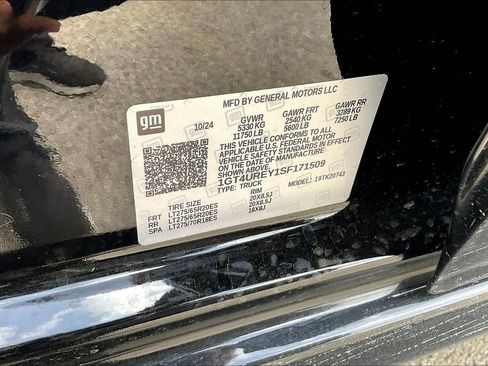 gm
MFD BY GENERAL MOTORS LLC
10/24
GVWR GAWR FRT GAWR RR
5330 KG 2540 KG 3289 KG
11750 LB 5600 LB 7250 LB
THIS VEHICLE CONFORMS TO ALL
APPLICABLE U.S. FEDERAL MOTOR
VEHICLE SAFETY STANDARDS IN
EFFECT ON THE DATE OF MANUFACTURE
SHOWN ABOVE.
1GT4UREY1SF171509
TYPE: TRUCK 19TK20743
TIRE SIZE RIM
FRT LT275/65R20ES 20X8.5J
RR LT275/65R20ES 20X8.5J
SPA LT275/70R18ES 18X8J